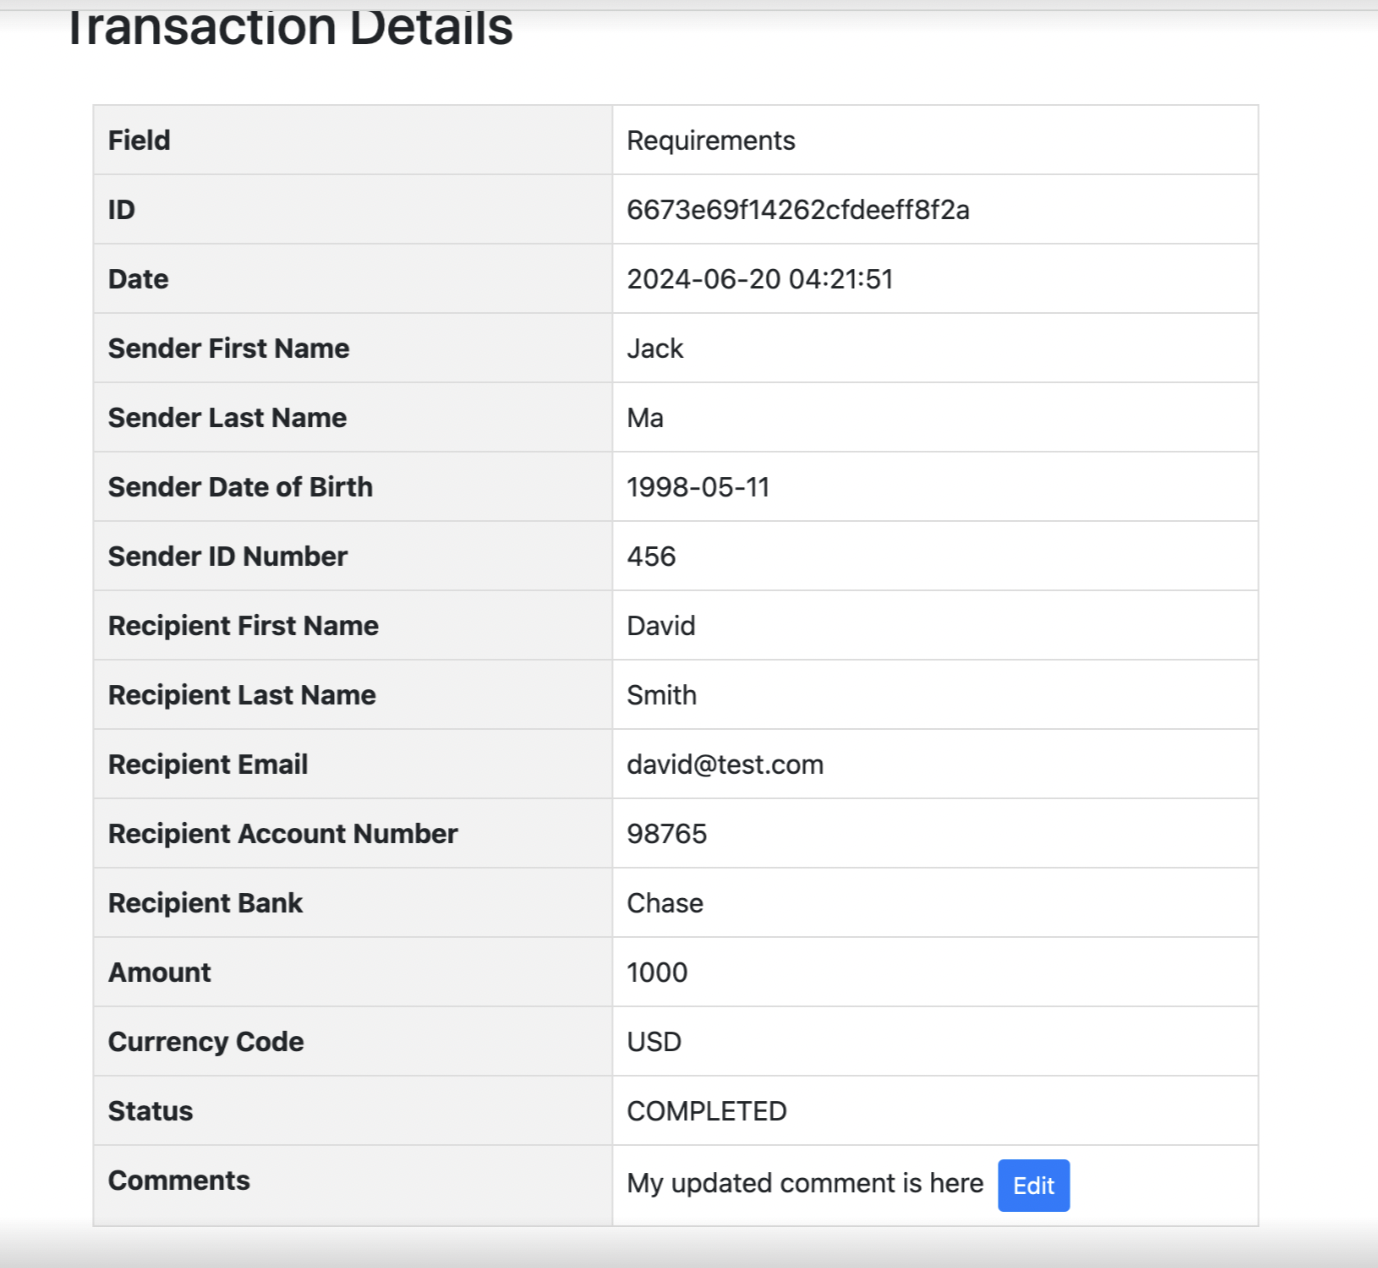 Transaction Details
Field Requirements
ID 6673e69f14262cfdeeff8f2a
Date 2024-06-20 04:21:51
Sender First Name Jack
Sender Last Name Ma
Sender Date of Birth 1998-05-11
Sender ID Number 456
Recipient First Name David
Recipient Last Name Smith
Recipient Email david@test.com
Recipient Account Number 98765
Recipient Bank Chase
Amount 1000
Currency Code USD
Status COMPLETED
Comments My updated comment is here Edit